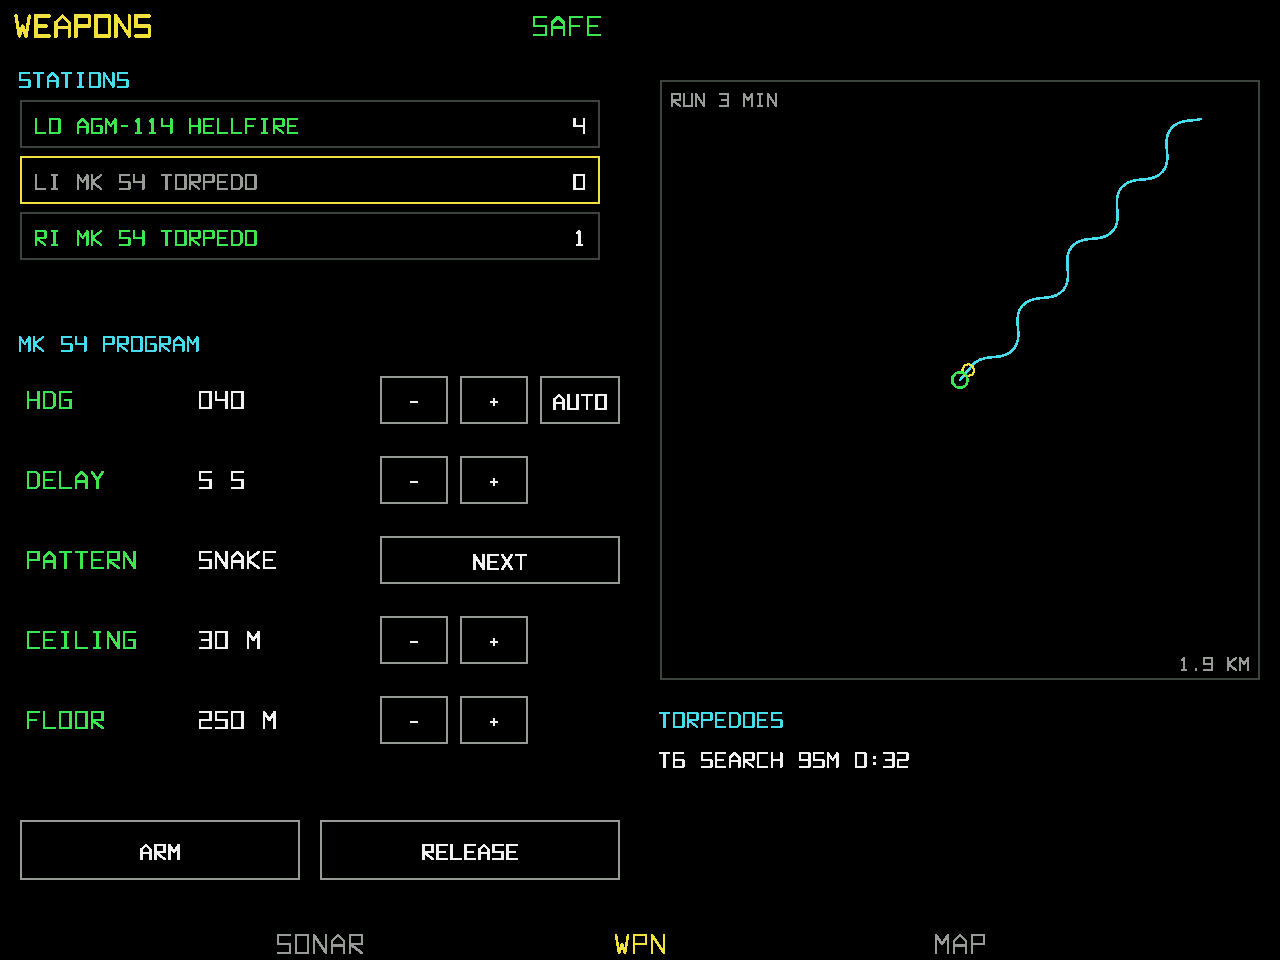 WEAPONS
SAFE
STATIONS
LO AGM-114 HELLFIRE 4
LI MK 54 TORPEDO 0
RI MK 54 TORPEDO 1
MK 54 PROGRAM
HDG 040 - + AUTO
DELAY 5 S - +
PATTERN SNAKE NEXT
CEILING 30 M - +
FLOOR 250 M - +
ARM RELEASE
RUN 3 MIN
1.9 KM
TORPEDOES
T6 SEARCH 95M 0:32
SONAR WPN MAP